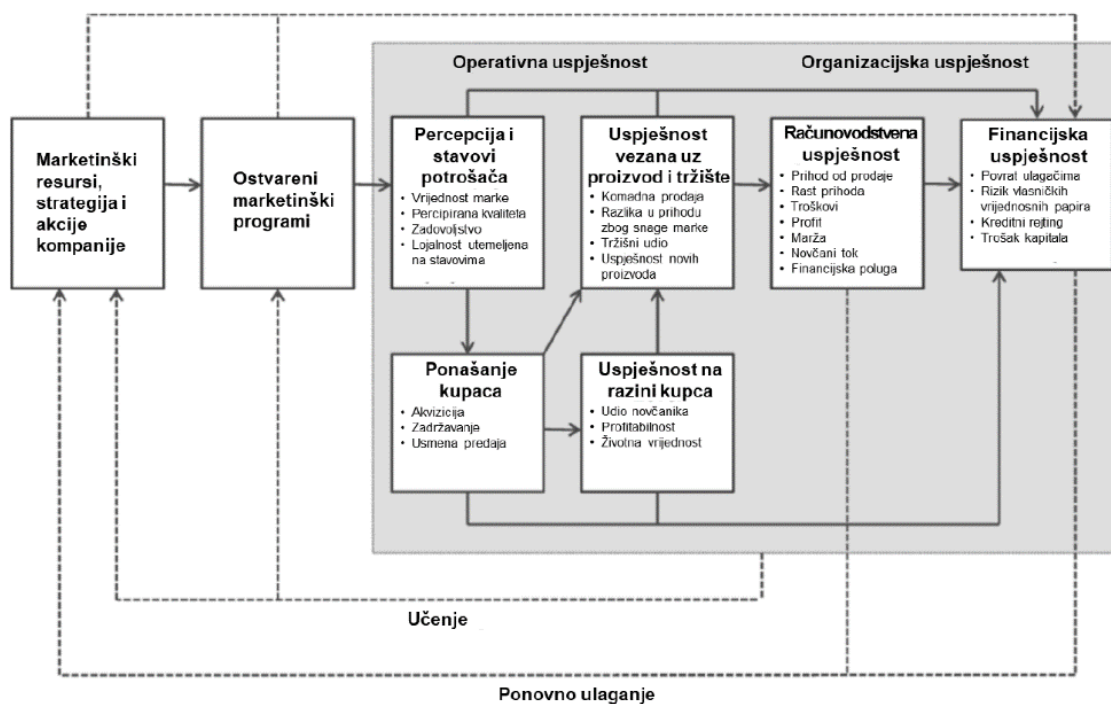 Operativna uspješnost
Organizacijska uspješnost
Marketinški
resursi,
strategija i
akcije
kompanije
Ostvareni
marketinški
programi
Percepcija i
stavovi
potrošača
• Vrijednost marke
• Percipirana kvaliteta
• Zadovoljstvo
• Lojalnost utemeljena
na stavovima
Uspješnost
vezana uz
proizvod i tržište
• Komadna prodaja
• Razlika u prihodu
zbog snage marke
• Tržišni udio
• Uspješnost novih
proizvoda
Računovodstvena
uspješnost
• Prihod od prodaje
• Rast prihoda
• Troškovi
• Profit
• Marža
• Novčani tok
• Financijska poluga
Financijska
uspješnost
• Povrat ulagačima
• Rizik vlasničkih
vrijednosnih papira
• Kreditni rejting
• Trošak kapitala
Ponašanje
kupaca
• Akvizicija
• Zadržavanje
• Usmena predaja
Uspješnost na
razini kupca
• Udio novčanika
• Profitabilnost
• Životna vrijednost
Učenje
Ponovno ulaganje